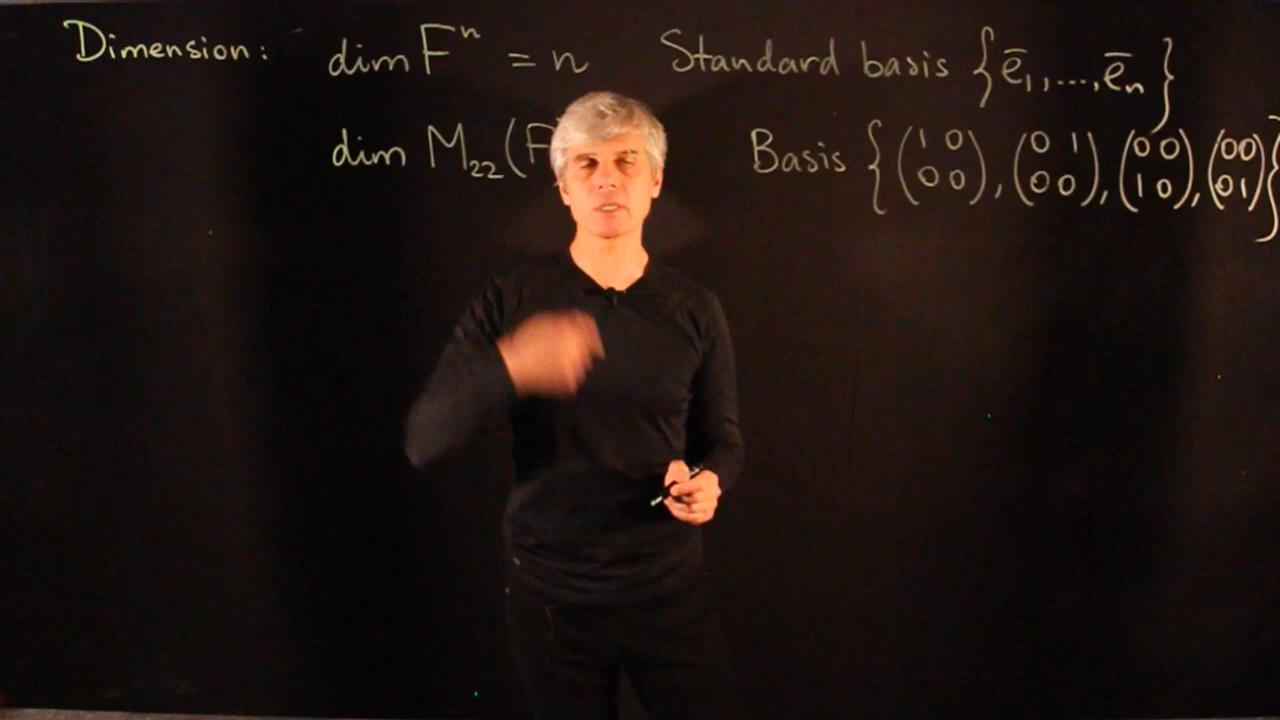 Dimension: dim Fⁿ = n Standard basis {ē₁,...,ēₙ}
dim M₂₂(F Basis {(1 0 / 0 0), (0 1 / 0 0), (0 0 / 1 0), (0 0 / 0 1)}